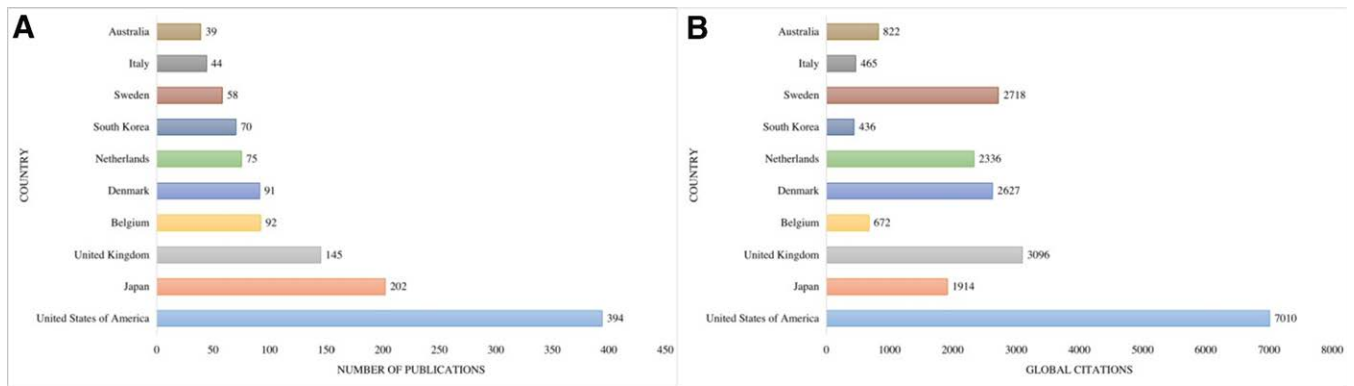 A
COUNTRY
Australia 39
Italy 44
Sweden 58
South Korea 70
Netherlands 75
Denmark 91
Belgium 92
United Kingdom 145
Japan 202
United States of America 394
0 50 100 150 200 250 300 350 400 450
NUMBER OF PUBLICATIONS
B
COUNTRY
Australia 822
Italy 465
Sweden 2718
South Korea 436
Netherlands 2336
Denmark 2627
Belgium 672
United Kingdom 3096
Japan 1914
United States of America 7010
0 1000 2000 3000 4000 5000 6000 7000 8000
GLOBAL CITATIONS